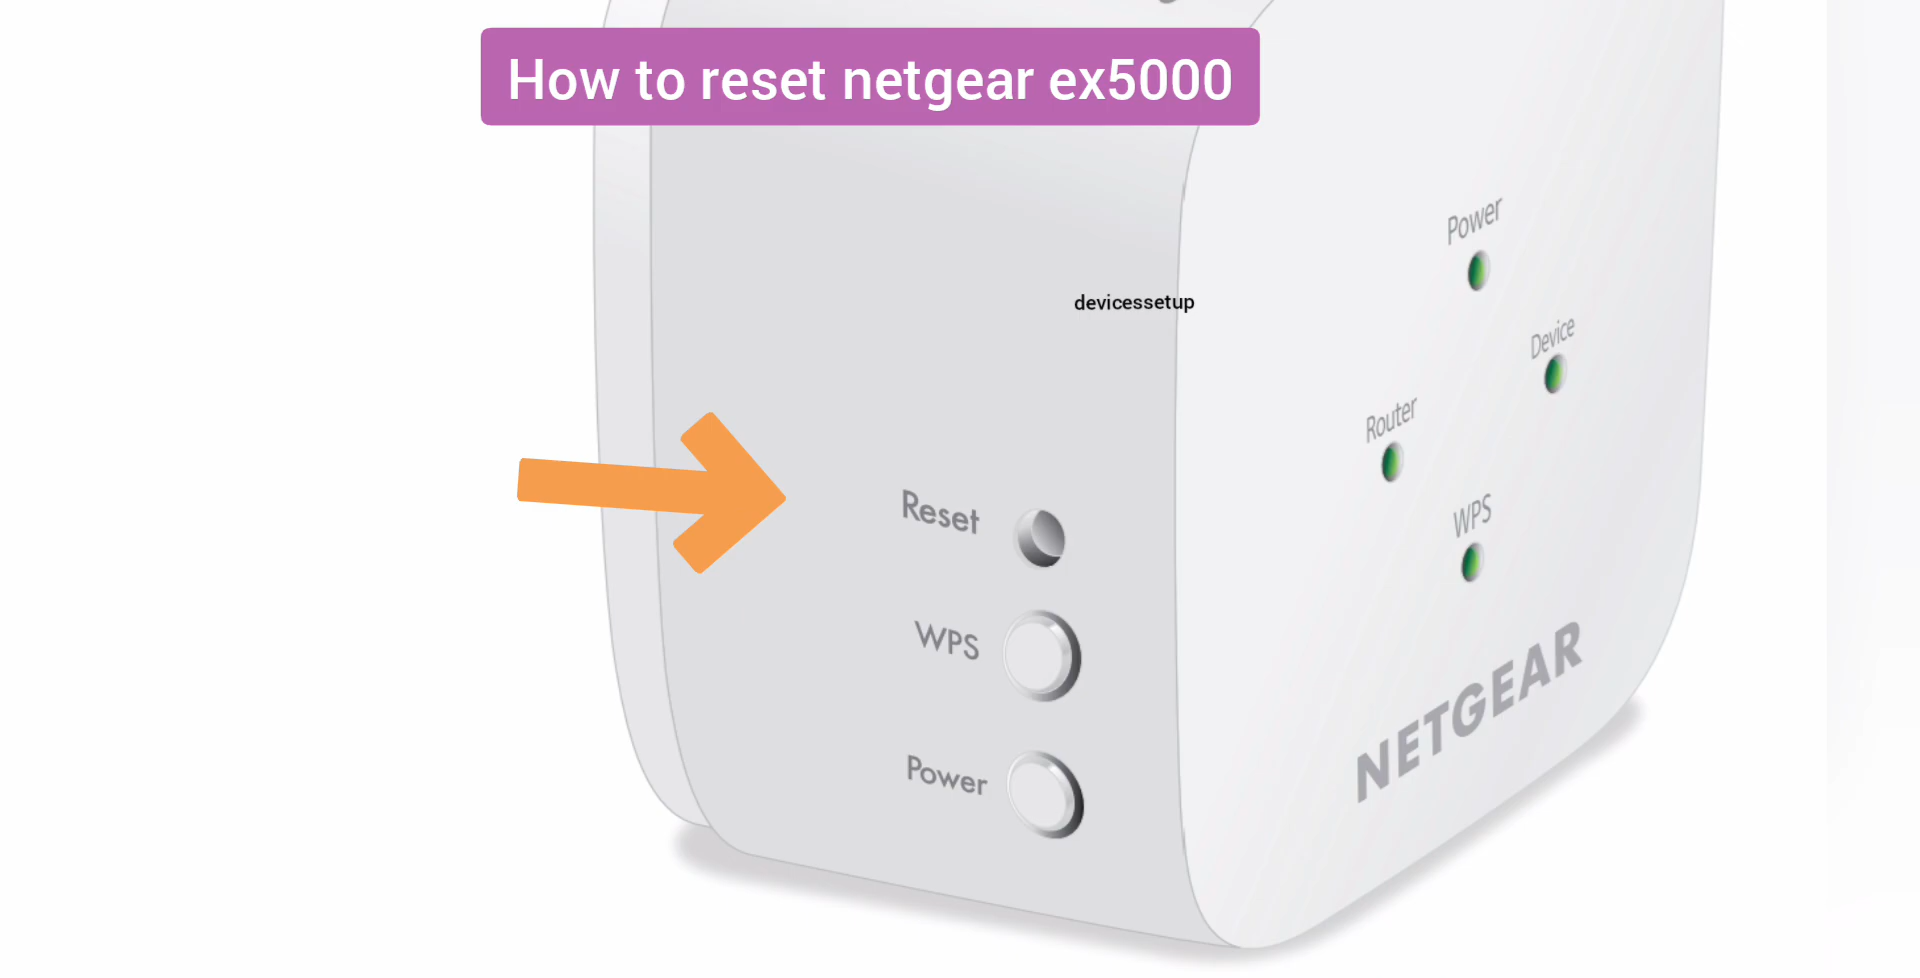 How to reset netgear ex5000
Power
devicessetup
Device
Router
Reset
WPS
WPS
NETGEAR
Power